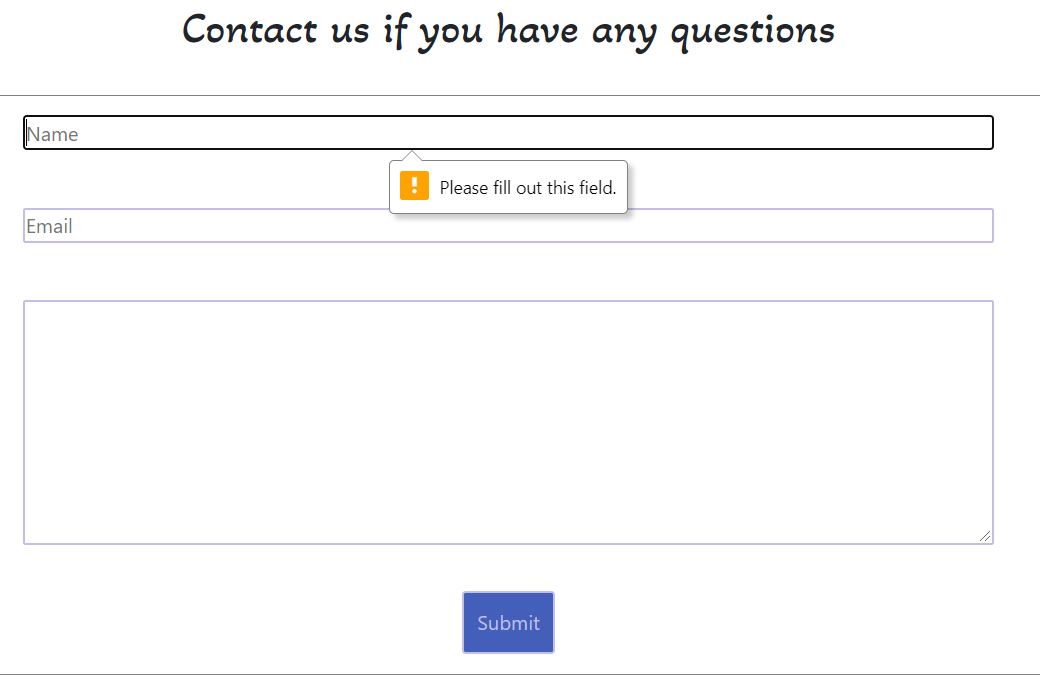 Contact us if you have any questions
Name
Please fill out this field.
Email
Submit